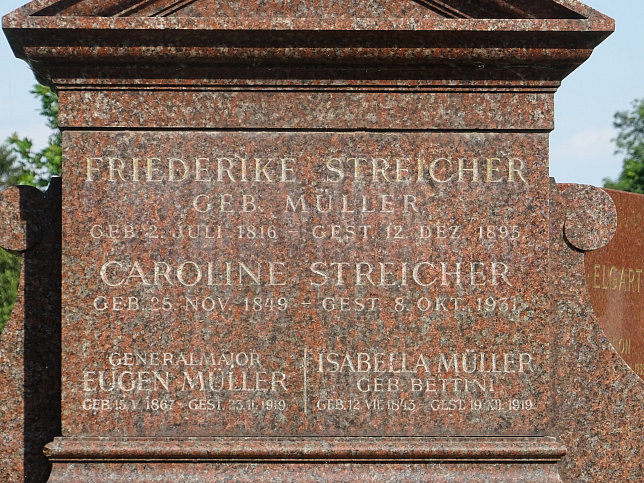 FRIEDERIKE STREICHER
GEB. MÜLLER
GEB. 2. JULI 1816 - GEST. 12. DEZ. 1895
CAROLINE STREICHER
GEB. 25 NOV. 1849 - GEST. 8. OKT. 1931
GENERALMAJOR
EUGEN MÜLLER
GEB. 15. V. 1867 - GEST. 23. 11. 1919
ISABELLA MÜLLER
GEB BETTINI
GEB. 12. VII. 1843 - GEST. 19. XII. 1919
ELGART